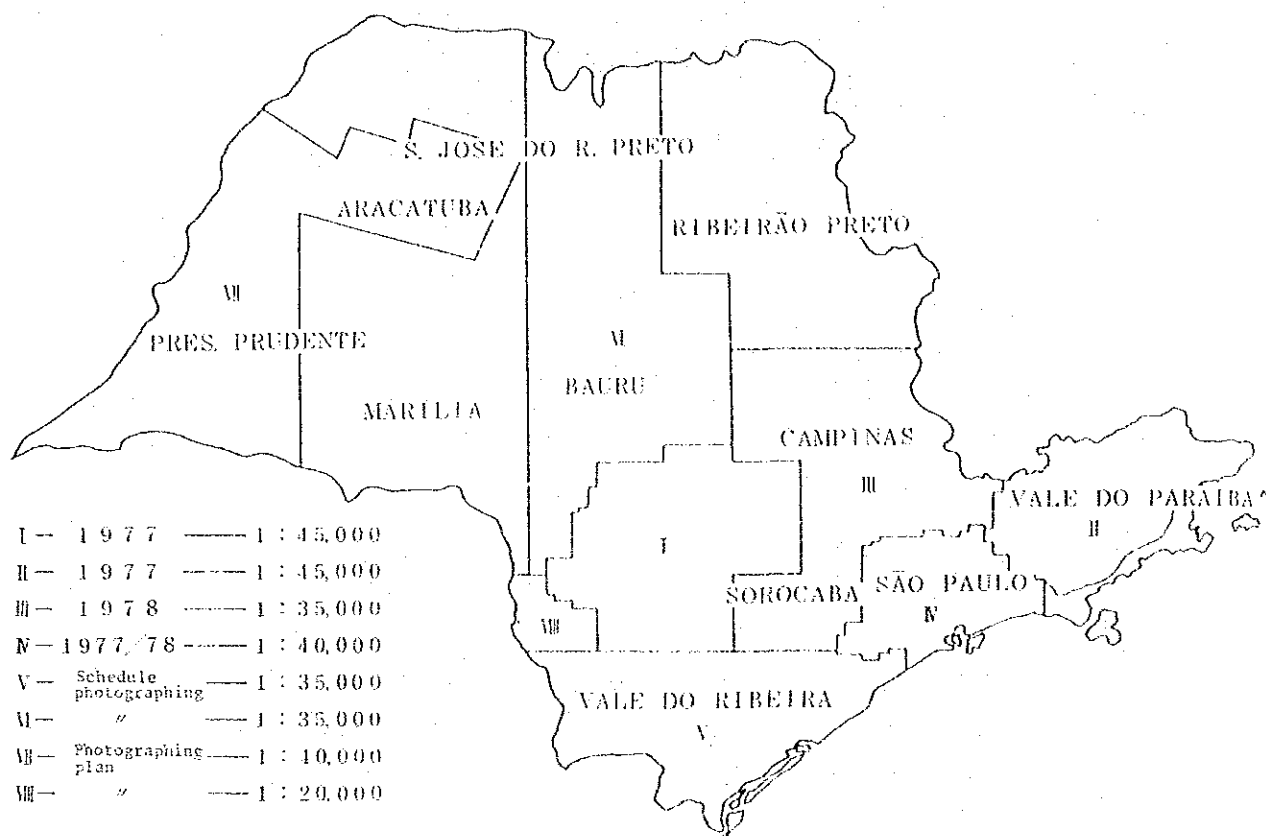 S. JOSE DO R. PRETO
ARACATUBA
RIBEIRÃO PRETO
Ⅶ
PRES. PRUDENTE
Ⅵ
BAURU
MARÍLIA
CAMPINAS
Ⅲ
VALE DO PARAIBA
Ⅱ
Ⅰ
SOROCABA
SÃO PAULO
Ⅳ
Ⅷ
VALE DO RIBEIRA
Ⅴ
Ⅰ— 1977 —— 1:45,000
Ⅱ— 1977 —— 1:45,000
Ⅲ— 1978 —— 1:35,000
Ⅳ—1977/78 —— 1:40,000
Ⅴ— Schedule photographing —— 1:35,000
Ⅵ— 〃 —— 1:35,000
Ⅶ— Photographing plan —— 1:40,000
Ⅷ— 〃 —— 1:20,000